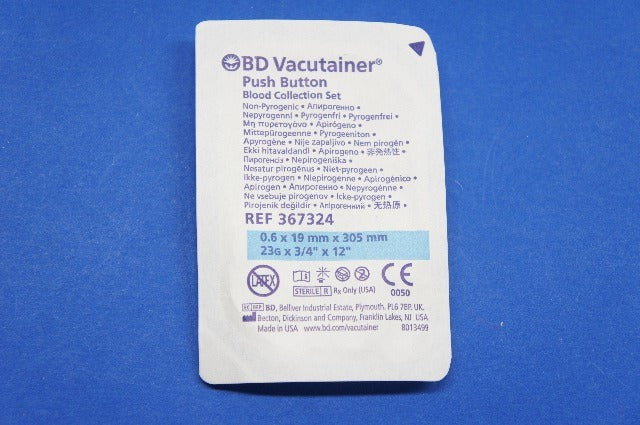 BD Vacutainer®
Push Button
Blood Collection Set
Non-Pyrogenic • Апирогенно •
Nepyrogenní • Pyrogenfri • Pyrogenfrei •
Μη πυρετογόνο • Apirógeno •
Mittepürogeenne • Pyrogeeniton •
Apyrogène • Nije zapaljivo • Nem pirogén •
Ekki hitavaldandi • Apirogeno • 非発熱性 •
Пирогенсіз • Nepirogeniška •
Nesatur pirogēnus • Niet-pyrogeen •
Ikke-pyrogen • Niepirogenne • Apirogénico •
Apirogen • Апирогенно • Nepyrogénne •
Ne vsebuje pirogenov • Icke-pyrogen •
Pirojenik değildir • Апірогенний • 无热原 •
REF 367324
0.6 x 19 mm x 305 mm
23G x 3/4" x 12"
LATEX
STERILE R Rx Only (USA)
CE 0050
EC REP BD, Belliver Industrial Estate, Plymouth. PL6 7BP. UK.
Becton, Dickinson and Company, Franklin Lakes, NJ USA
Made in USA www.bd.com/vacutainer 8013499